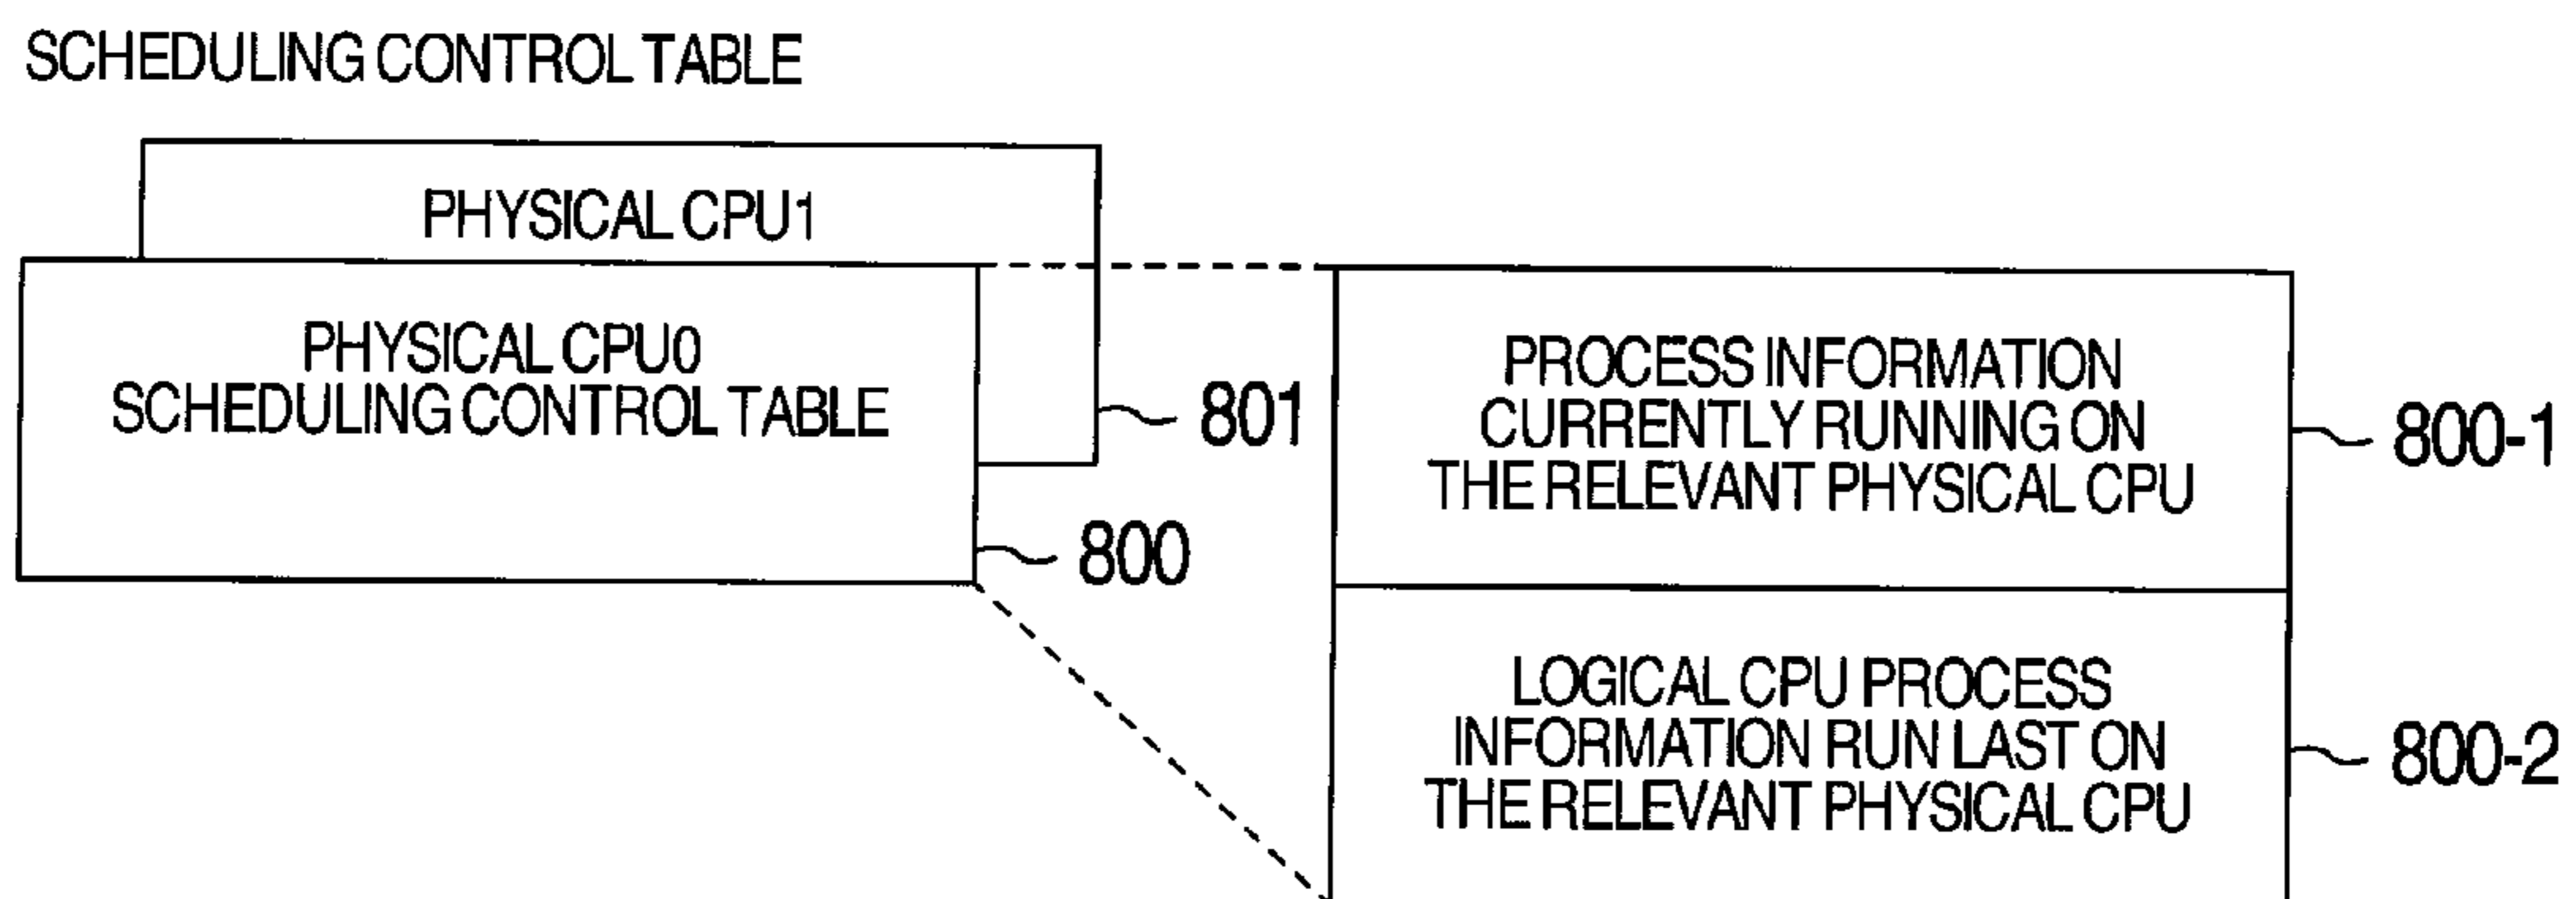 SCHEDULING CONTROL TABLE
PHYSICAL CPU1
PHYSICAL CPU0
SCHEDULING CONTROL TABLE
801
800
PROCESS INFORMATION
CURRENTLY RUNNING ON
THE RELEVANT PHYSICAL CPU
800-1
LOGICAL CPU PROCESS
INFORMATION RUN LAST ON
THE RELEVANT PHYSICAL CPU
800-2